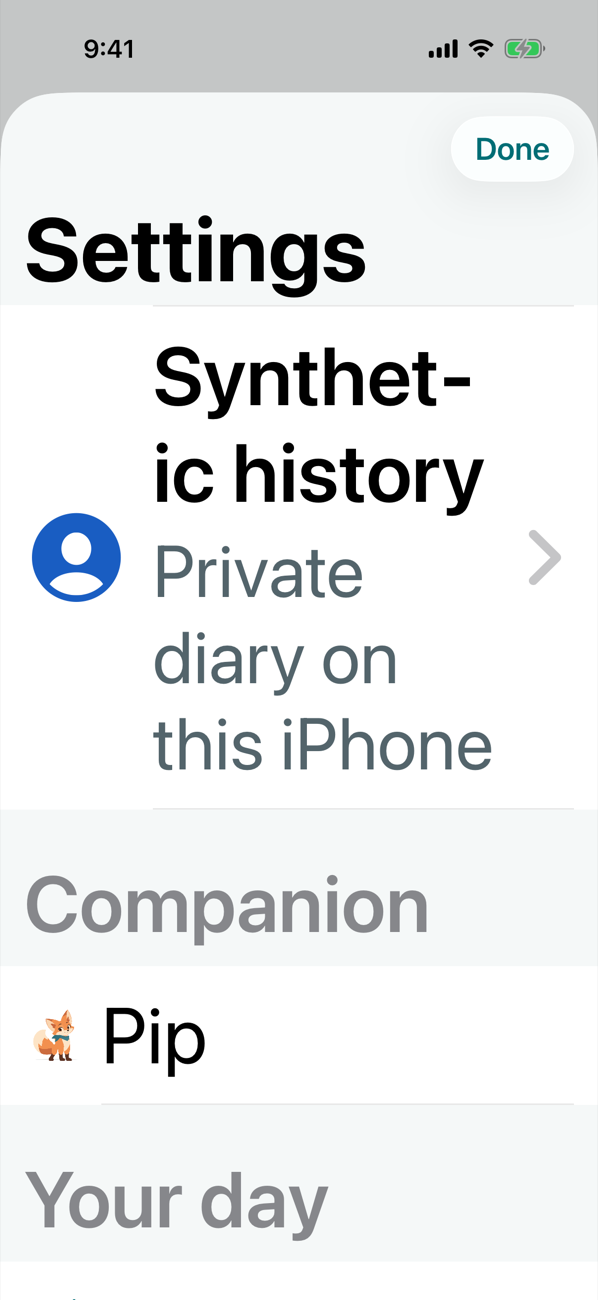 9:41
Done
Settings
Synthet-
ic history
Private
diary on
this iPhone
Companion
Pip
Your day